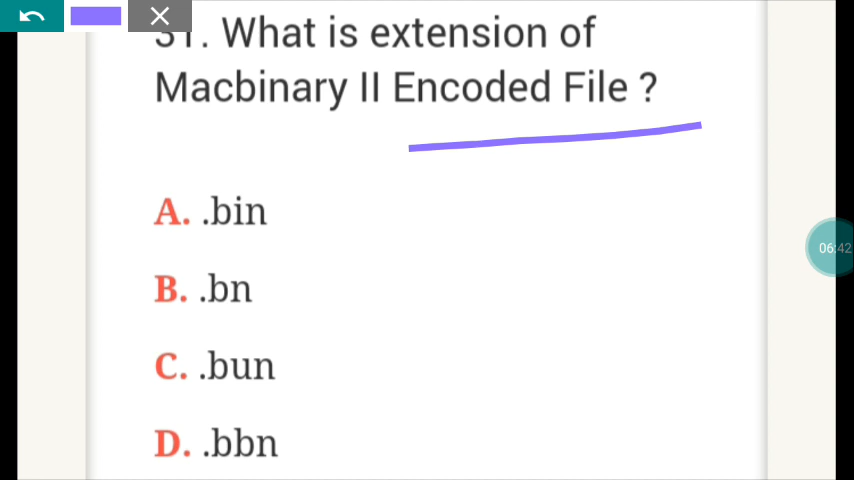 31. What is extension of
Macbinary II Encoded File ?
A. .bin
B. .bn
C. .bun
D. .bbn
06:42